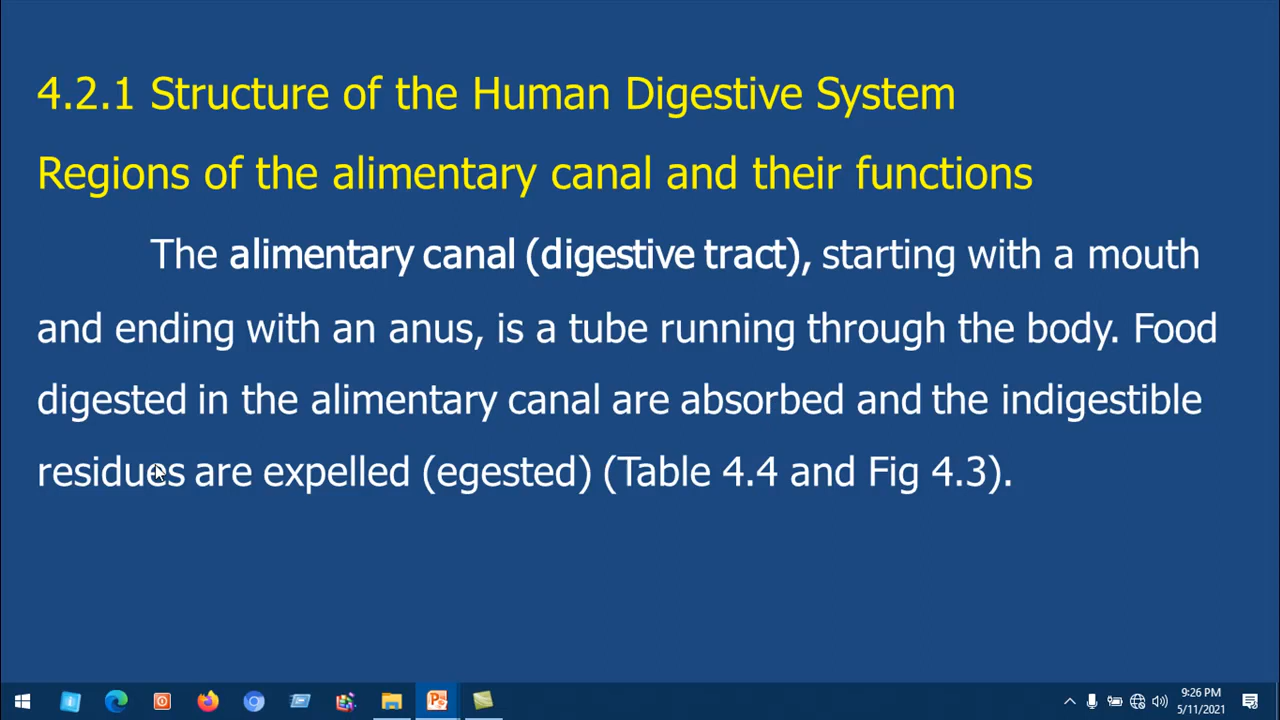 4.2.1 Structure of the Human Digestive System
Regions of the alimentary canal and their functions
The alimentary canal (digestive tract), starting with a mouth
and ending with an anus, is a tube running through the body. Food
digested in the alimentary canal are absorbed and the indigestible
residues are expelled (egested) (Table 4.4 and Fig 4.3).
9:26 PM
5/11/2021